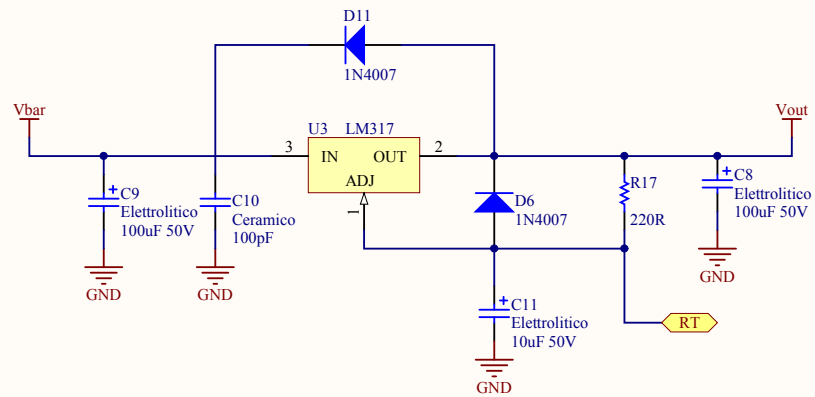 D11
1N4007
Vbar
Vout
U3 LM317
3
IN OUT
2
ADJ
1
C9
Elettrolitico
100uF 50V
C10
Ceramico
100pF
D6
1N4007
R17
220R
C8
Elettrolitico
100uF 50V
GND
GND
GND
C11
Elettrolitico
10uF 50V
RT
GND